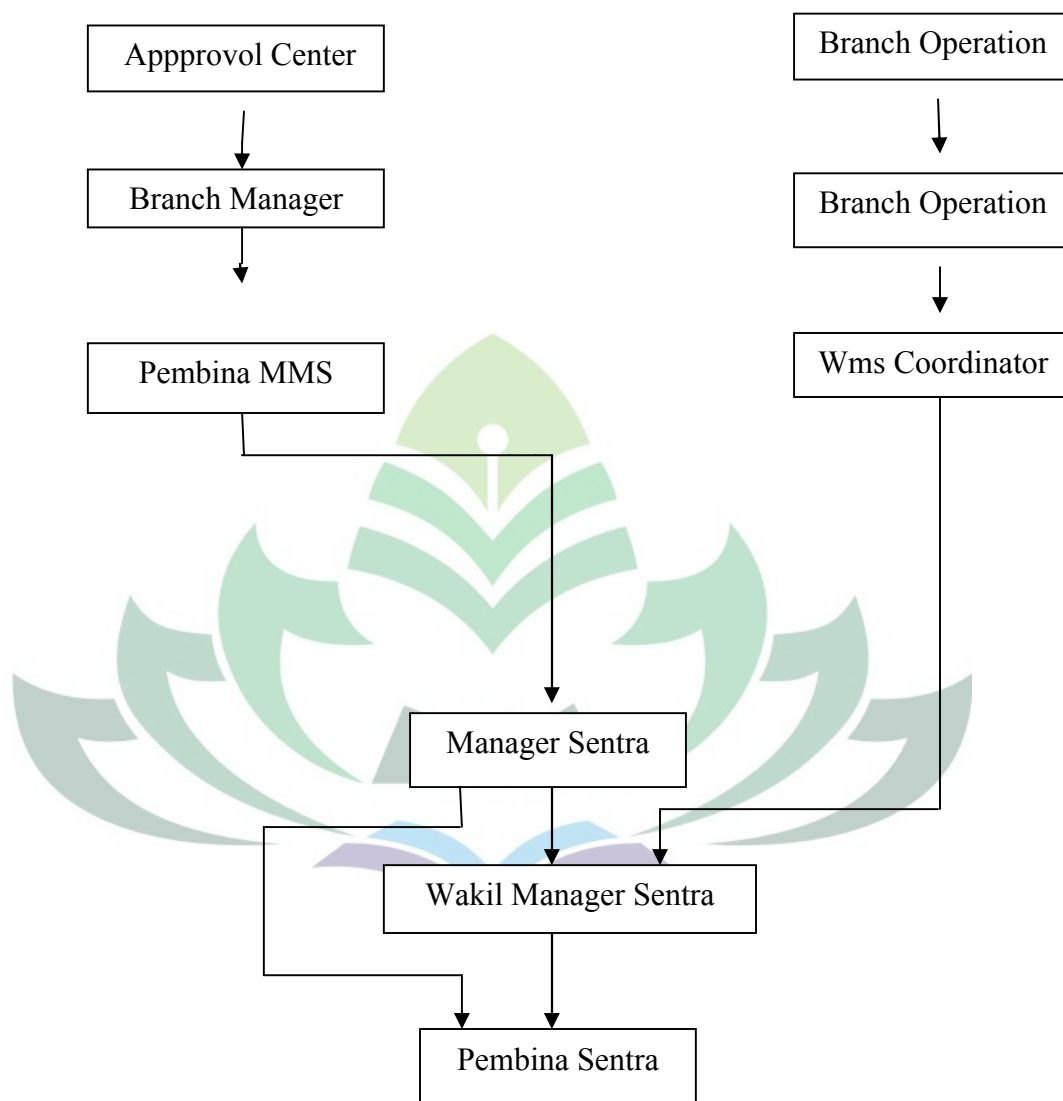 Appprovol Center
Branch Operation
Branch Manager
Branch Operation
Pembina MMS
Wms Coordinator
Manager Sentra
Wakil Manager Sentra
Pembina Sentra